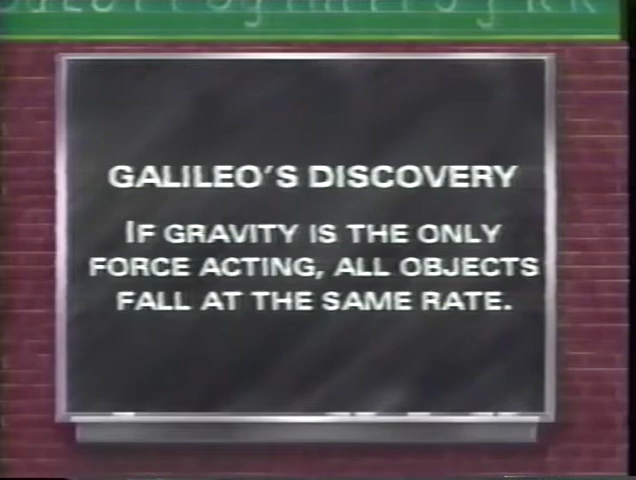 GALILEO'S DISCOVERY
IF GRAVITY IS THE ONLY
FORCE ACTING, ALL OBJECTS
FALL AT THE SAME RATE.